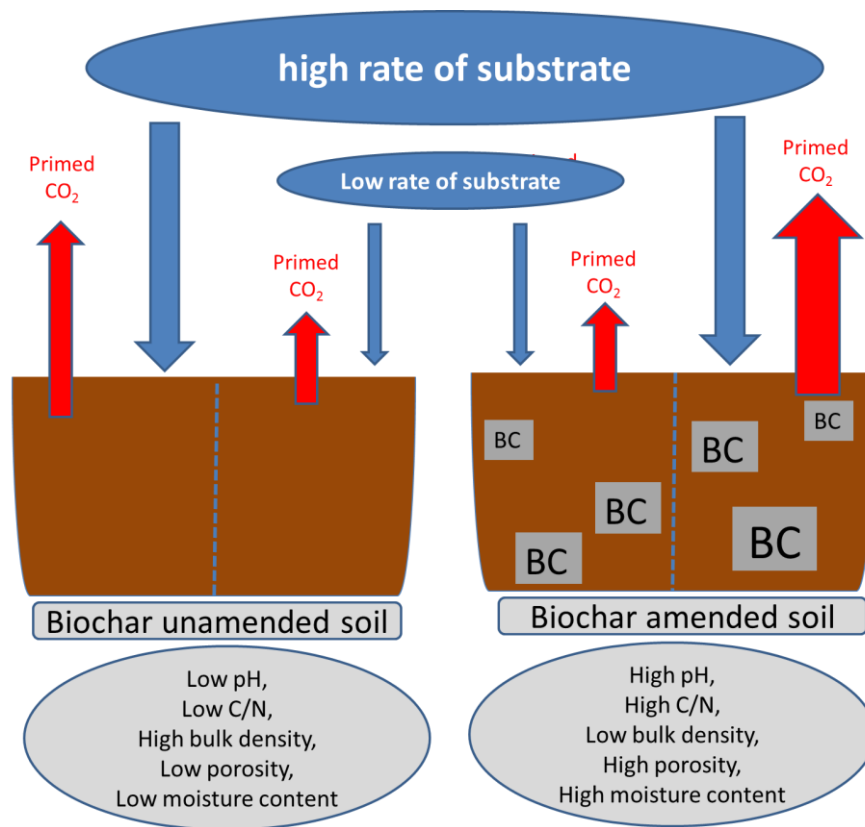 high rate of substrate
Primed
CO₂
Primed
CO₂
Low rate of substrate
Primed
CO₂
Primed
CO₂
BC
BC
BC
BC
BC
BC
Biochar unamended soil
Biochar amended soil
Low pH,
Low C/N,
High bulk density,
Low porosity,
Low moisture content
High pH,
High C/N,
Low bulk density,
High porosity,
High moisture content